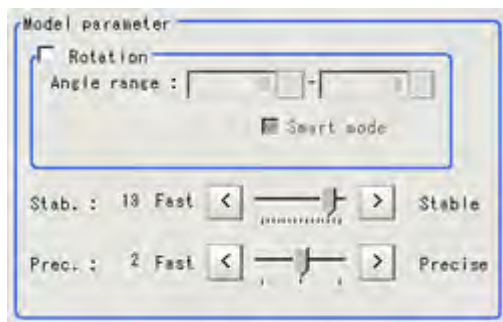 Model parameter
Rotation
Angle range :  -
Smart mode
Stab. : 13 Fast < > Stable
Prec. : 2 Fast < > Precise